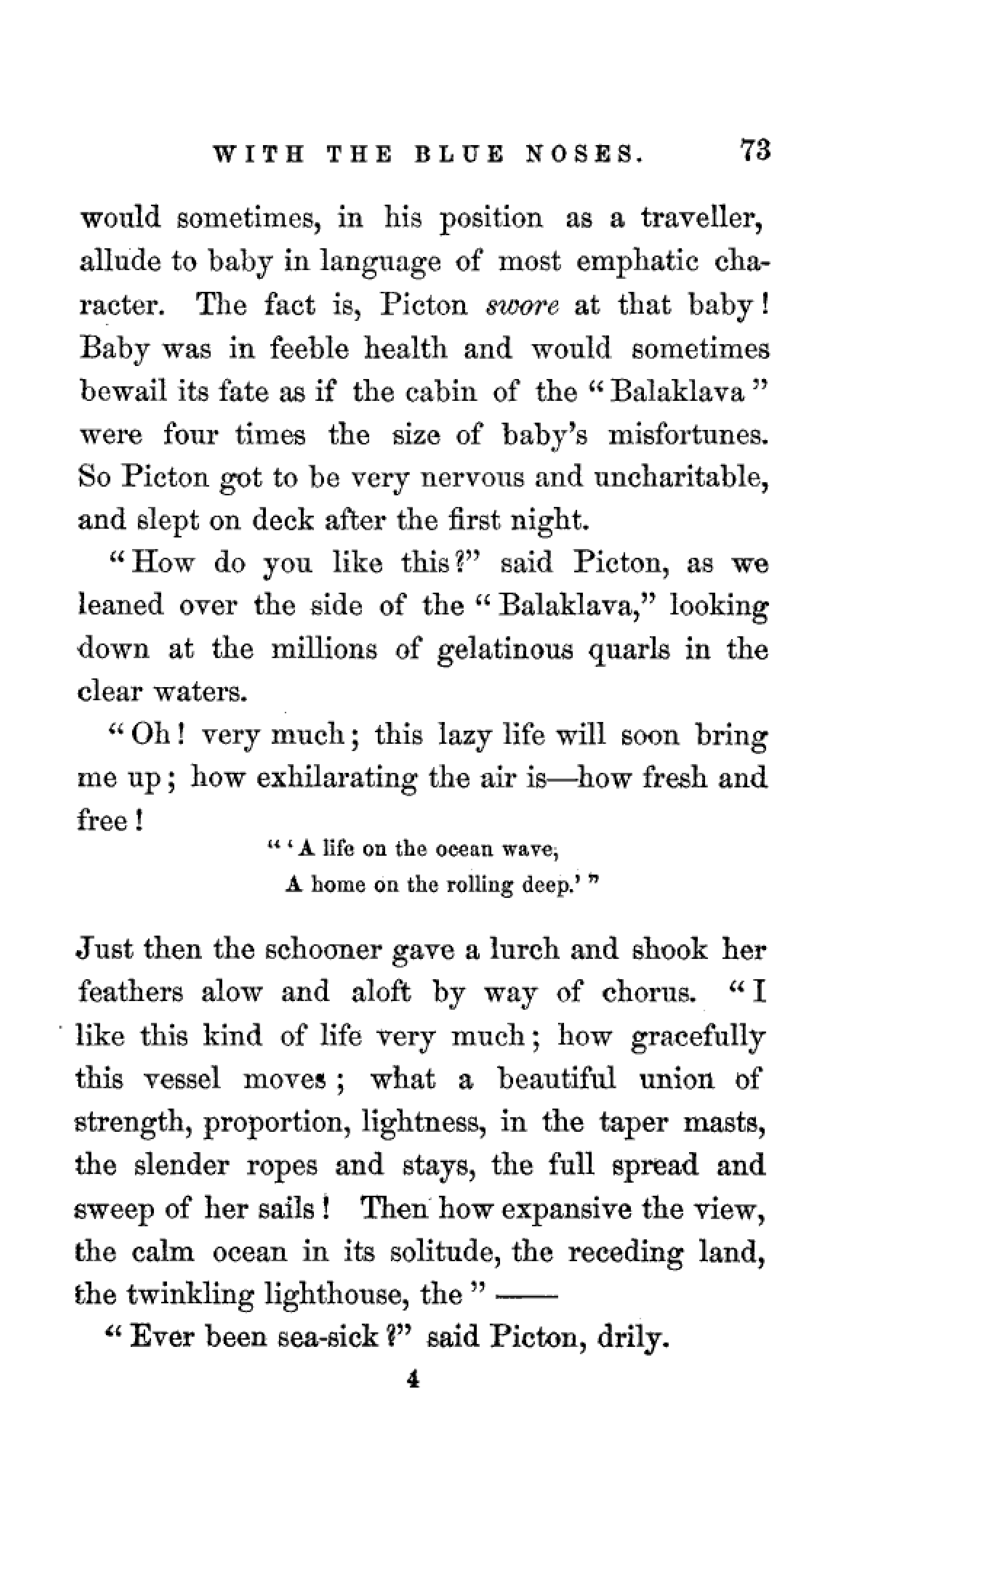 WITH THE BLUE NOSES. 73
would sometimes, in his position as a traveller,
allude to baby in language of most emphatic cha-
racter. The fact is, Picton swore at that baby!
Baby was in feeble health and would sometimes
bewail its fate as if the cabin of the “Balaklava”
were four times the size of baby’s misfortunes.
So Picton got to be very nervous and uncharitable,
and slept on deck after the first night.
“How do you like this?” said Picton, as we
leaned over the side of the “Balaklava,” looking
down at the millions of gelatinous quarls in the
clear waters.
“Oh! very much; this lazy life will soon bring
me up; how exhilarating the air is—how fresh and
free!
“‘A life on the ocean wave,
A home on the rolling deep.’”
Just then the schooner gave a lurch and shook her
feathers alow and aloft by way of chorus. “I
like this kind of life very much; how gracefully
this vessel moves; what a beautiful union of
strength, proportion, lightness, in the taper masts,
the slender ropes and stays, the full spread and
sweep of her sails! Then how expansive the view,
the calm ocean in its solitude, the receding land,
the twinkling lighthouse, the”——
“Ever been sea-sick?” said Picton, drily.
4